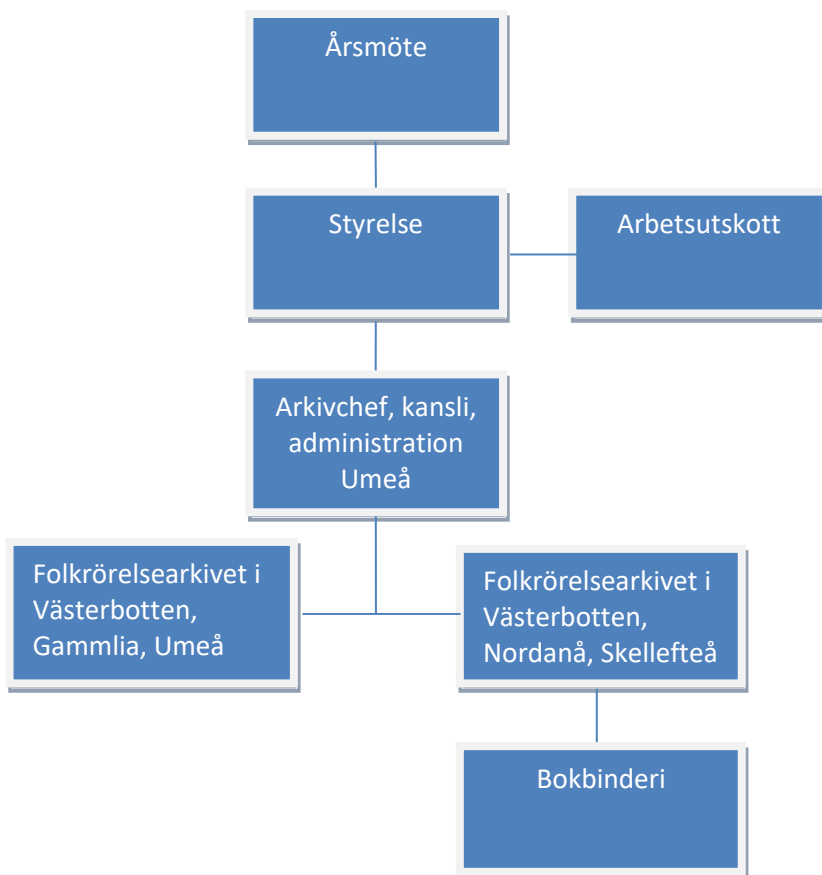 Årsmöte
Styrelse
Arbetsutskott
Arkivchef, kansli,
administration
Umeå
Folkrörelsearkivet i
Västerbotten,
Gammlia, Umeå
Folkrörelsearkivet i
Västerbotten,
Nordanå, Skellefteå
Bokbinderi